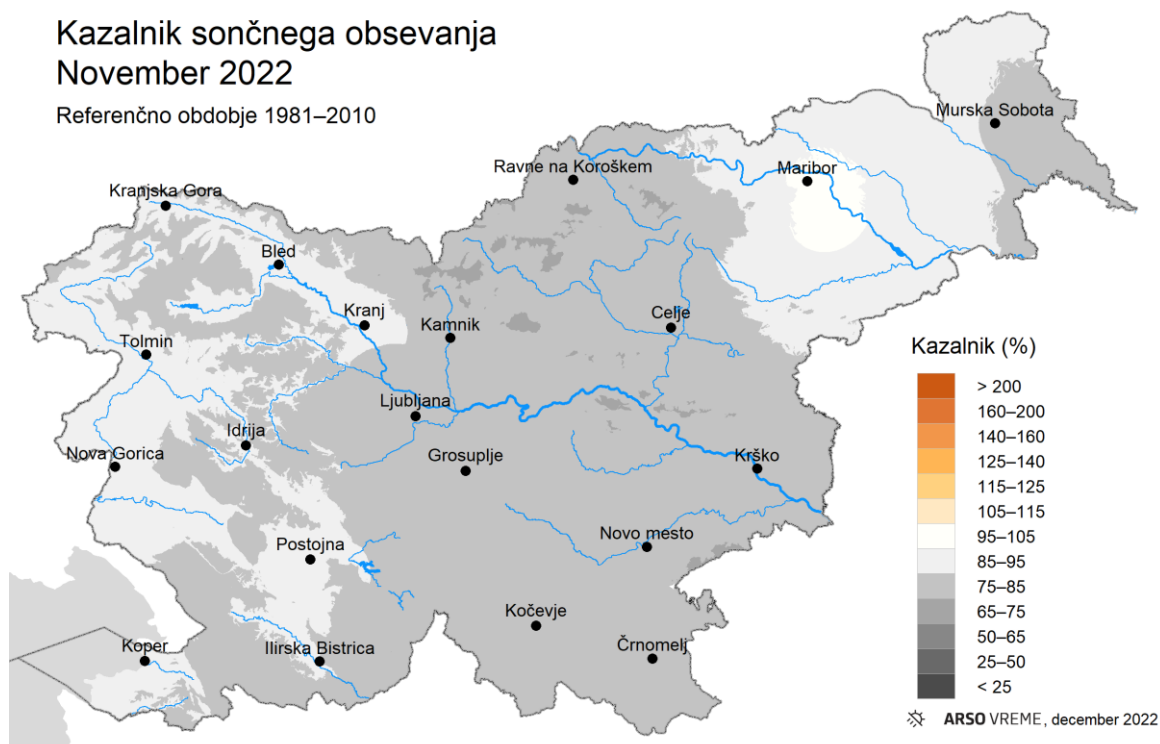 Kazalnik sončnega obsevanja
November 2022
Referenčno obdobje 1981–2010
Murska Sobota
Ravne na Koroškem
Maribor
Kranjska Gora
Bled
Kranj
Kamnik
Celje
Tolmin
Ljubljana
Idrija
Nova Gorica
Grosuplje
Krško
Novo mesto
Postojna
Kočevje
Koper
Ilirska Bistrica
Črnomelj
Kazalnik (%)
> 200
160–200
140–160
125–140
115–125
105–115
95–105
85–95
75–85
65–75
50–65
25–50
< 25
ARSO VREME, december 2022